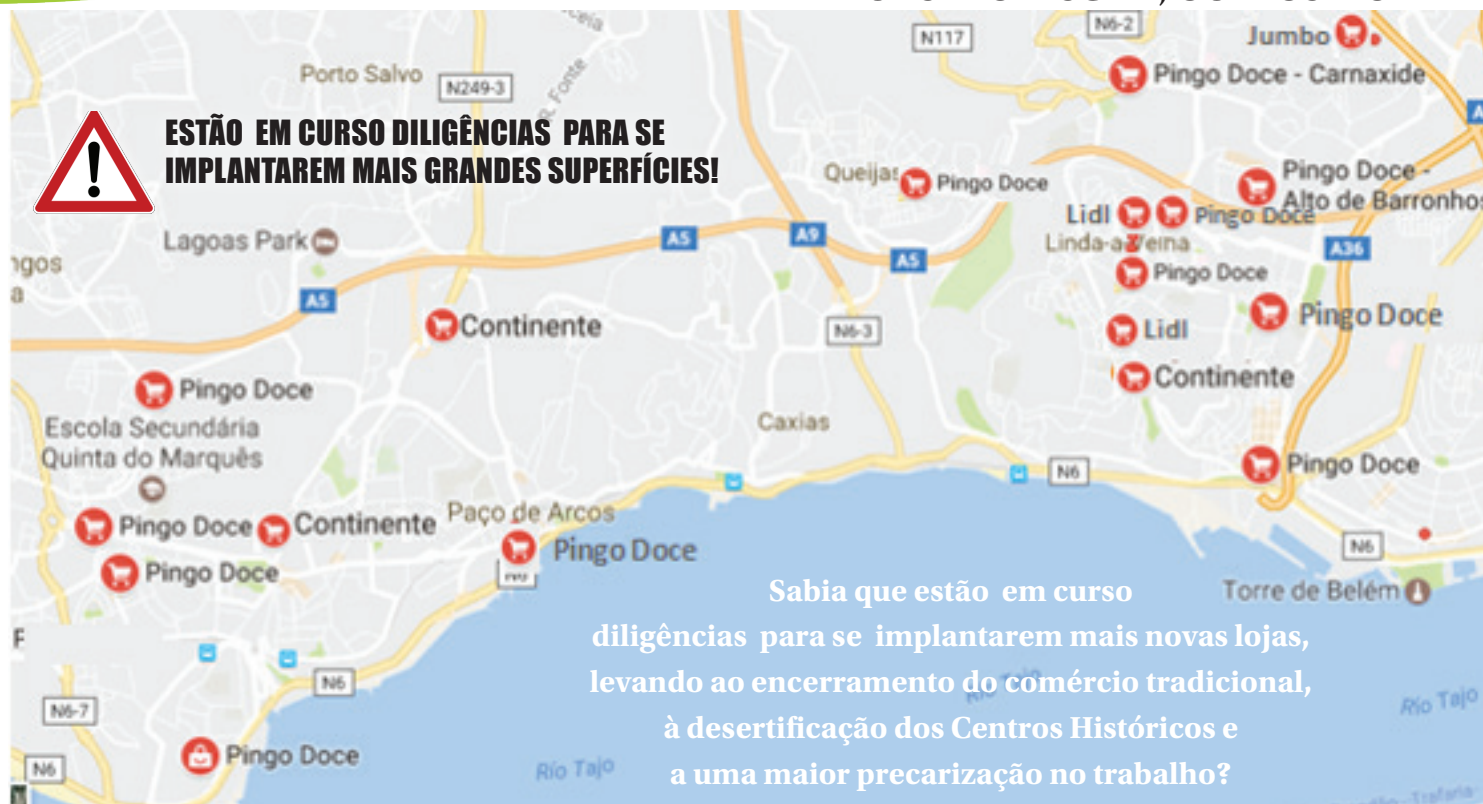 N117
N6-2
Jumbo
Porto Salvo
N249-3
R. Fonte
Pingo Doce - Carnaxide
ESTÃO EM CURSO DILIGÊNCIAS PARA SE
IMPLANTAREM MAIS GRANDES SUPERFÍCIES!
Queijas
Pingo Doce
Pingo Doce -
Alto de Barronhos
Lidl
Pingo Doce
Linda-a-Velha
Lagoas Park
A5
A9
A5
A36
Pingo Doce
A5
Continente
N6-3
Lidl
Pingo Doce
Continente
Pingo Doce
Escola Secundária
Quinta do Marquês
Caxias
N6
Pingo Doce
Pingo Doce
Continente
Paço de Arcos
Pingo Doce
N6
Pingo Doce
Torre de Belém
Sabia que estão em curso
diligências para se implantarem mais novas lojas,
levando ao encerramento do comércio tradicional,
à desertificação dos Centros Históricos e
a uma maior precarização no trabalho?
N6
N6-7
Río Tajo
Río Tajo
Río Tajo
Pingo Doce
N6